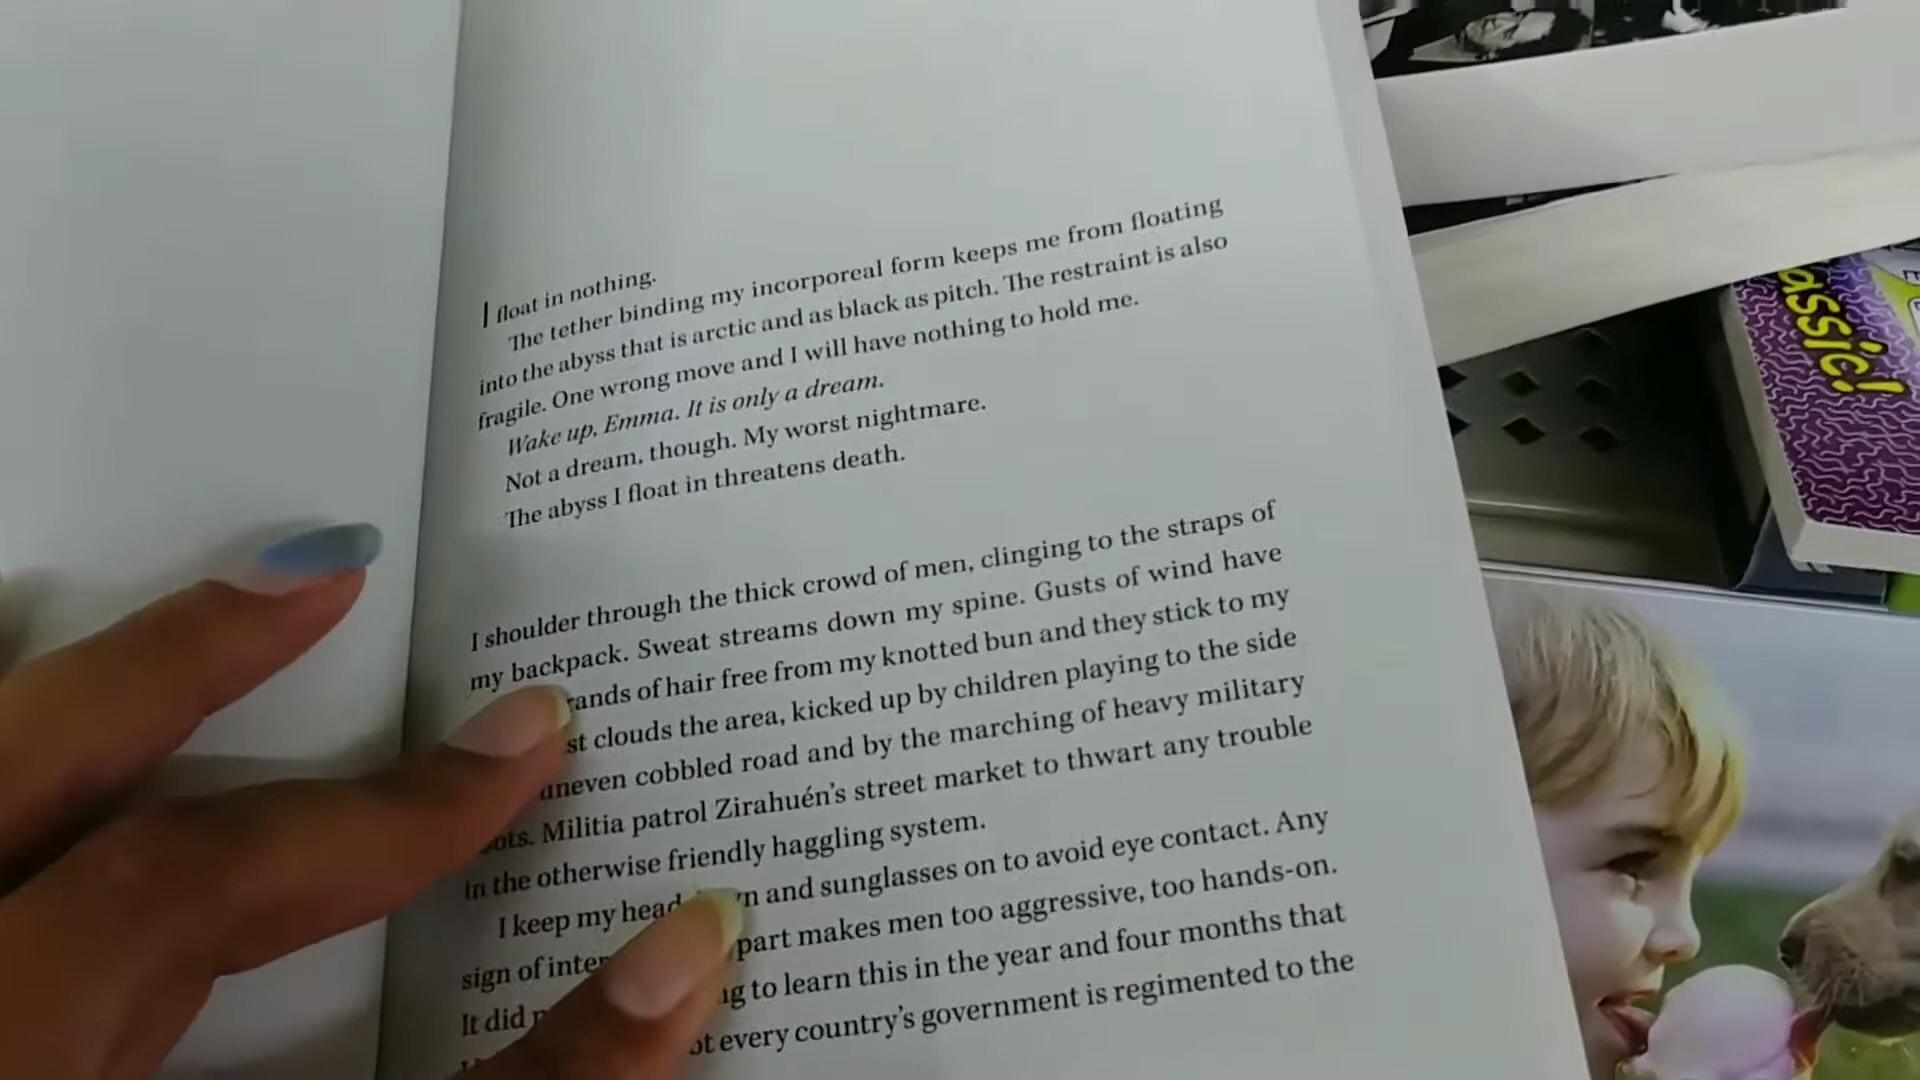 I float in nothing.
The tether binding my incorporeal form keeps me from floating
into the abyss that is arctic and as black as pitch. The restraint is also
fragile. One wrong move and I will have nothing to hold me.
Wake up, Emma. It is only a dream.
Not a dream, though. My worst nightmare.
The abyss I float in threatens death.
I shoulder through the thick crowd of men, clinging to the straps of
my backpack. Sweat streams down my spine. Gusts of wind have
rands of hair free from my knotted bun and they stick to my
st clouds the area, kicked up by children playing to the side
uneven cobbled road and by the marching of heavy military
ots. Militia patrol Zirahuén's street market to thwart any trouble
in the otherwise friendly haggling system.
I keep my head wn and sunglasses on to avoid eye contact. Any
sign of inter part makes men too aggressive, too hands-on.
It did ng to learn this in the year and four months that
ot every country's government is regimented to the
assic!